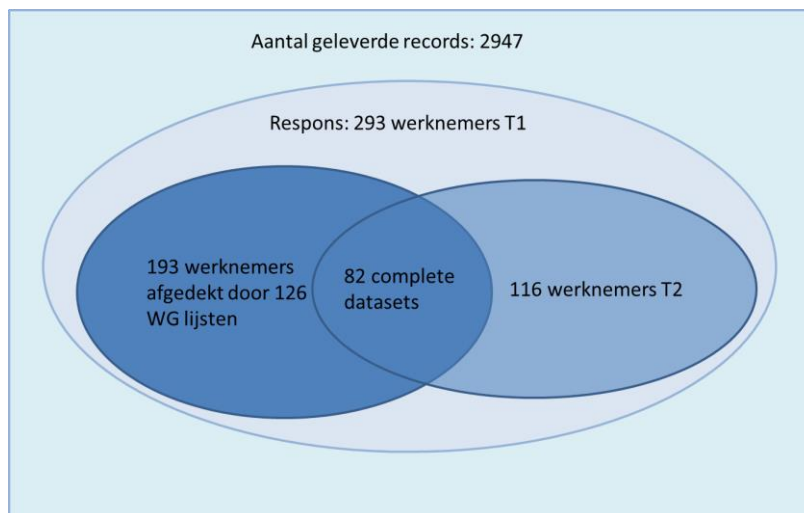 Aantal geleverde records: 2947
Respons: 293 werknemers T1
193 werknemers
afgedekt door 126
WG lijsten
82 complete
datasets
116 werknemers T2